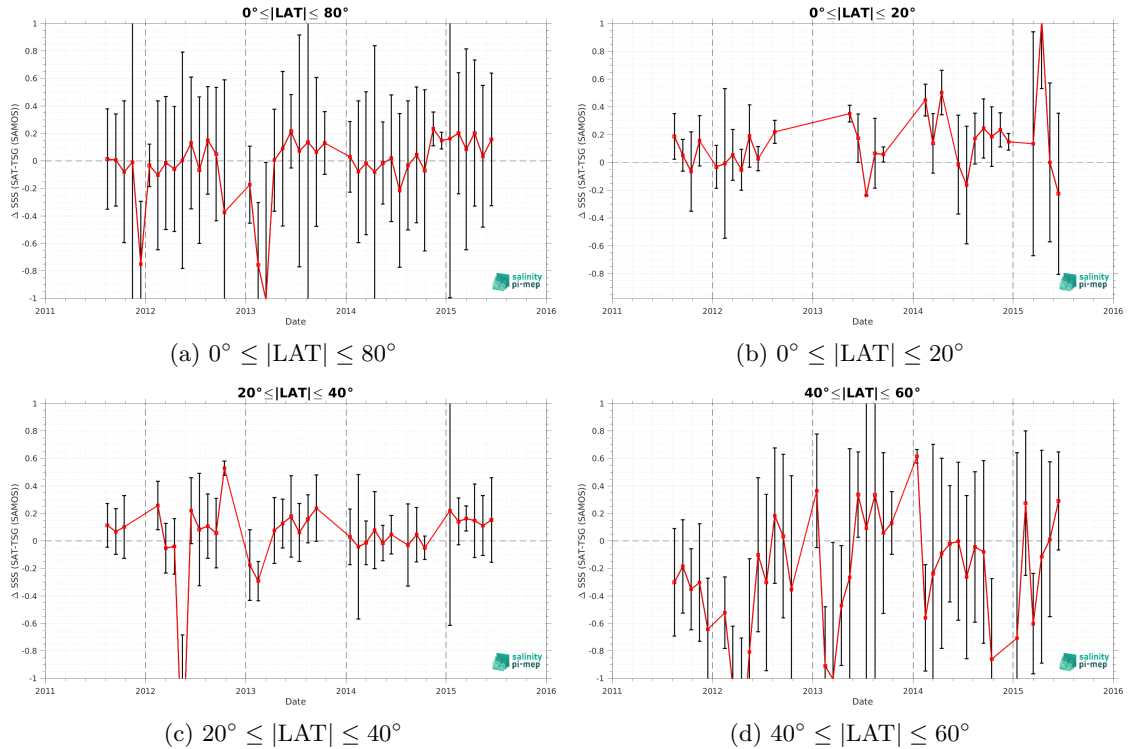 0°≤|LAT|≤ 80°
1
0.8
0.6
0.4
0.2
0
-0.2
-0.4
-0.6
-0.8
-1
Δ SSS (SAT-TSG (SAMOS))
2011 2012 2013 2014 2015 2016
Date
salinity
pi-mep
(a) 0° ≤ |LAT| ≤ 80°
0°≤|LAT|≤ 20°
1
0.8
0.6
0.4
0.2
0
-0.2
-0.4
-0.6
-0.8
Δ SSS (SAT-TSG (SAMOS))
2011 2012 2013 2014 2015 2016
Date
salinity
pi-mep
(b) 0° ≤ |LAT| ≤ 20°
20°≤|LAT|≤ 40°
1
0.8
0.6
0.4
0.2
0
-0.2
-0.4
-0.6
-0.8
-1
Δ SSS (SAT-TSG (SAMOS))
2011 2012 2013 2014 2015 2016
Date
salinity
pi-mep
(c) 20° ≤ |LAT| ≤ 40°
40°≤|LAT|≤ 60°
1
0.8
0.6
0.4
0.2
0
-0.2
-0.4
-0.6
-0.8
-1
Δ SSS (SAT-TSG (SAMOS))
2011 2012 2013 2014 2015 2016
Date
salinity
pi-mep
(d) 40° ≤ |LAT| ≤ 60°